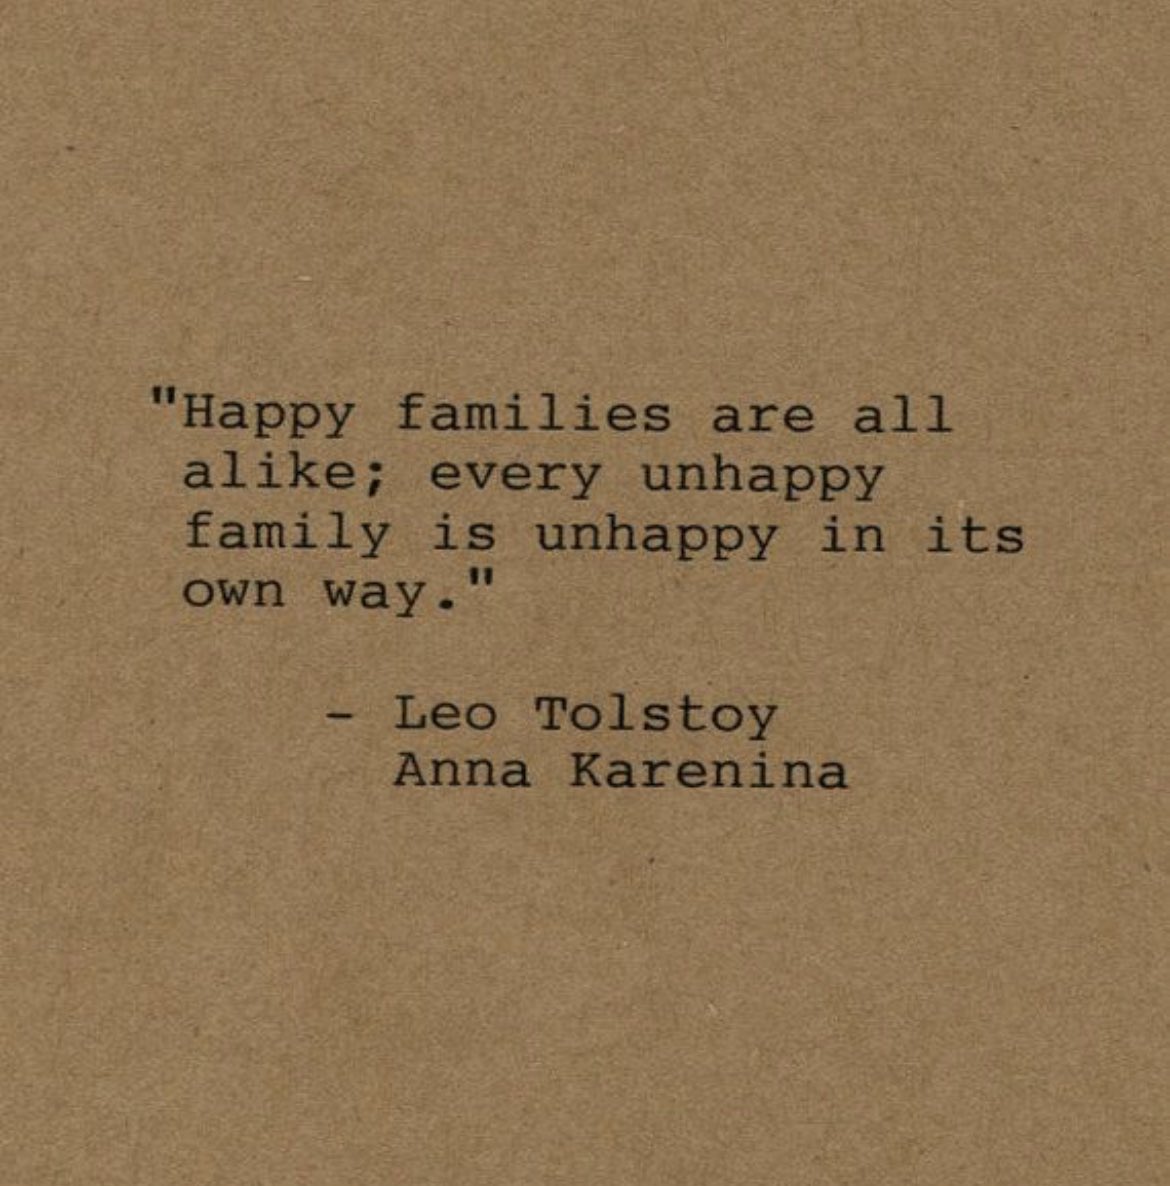 "Happy families are all
alike; every unhappy
family is unhappy in its
own way."
- Leo Tolstoy
Anna Karenina